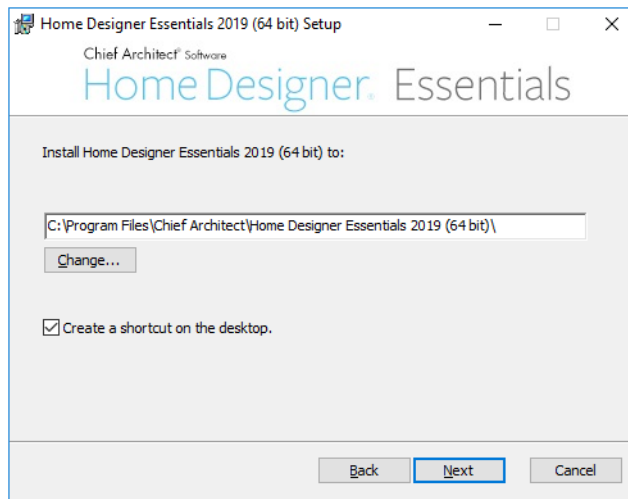 Home Designer Essentials 2019 (64 bit) Setup
Chief Architect® Software
Home Designer® Essentials
Install Home Designer Essentials 2019 (64 bit) to:
C:\Program Files\Chief Architect\Home Designer Essentials 2019 (64 bit)\
Change...
Create a shortcut on the desktop.
Back Next Cancel